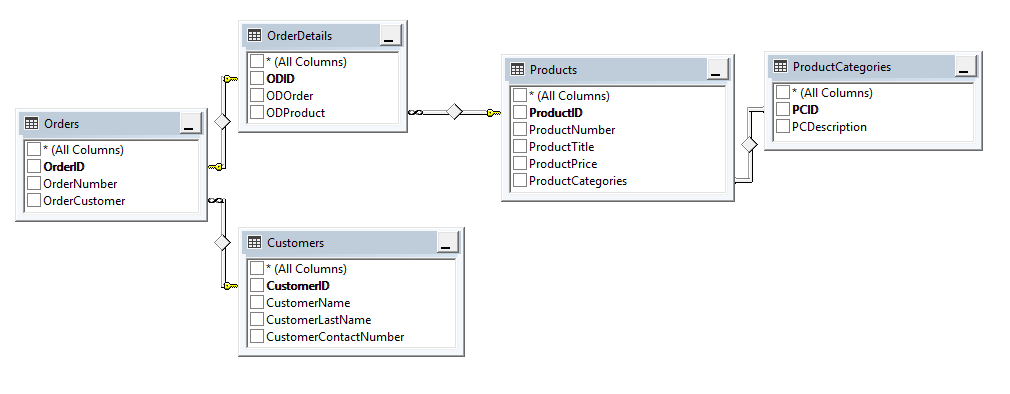 OrderDetails
* (All Columns)
ODID
ODOrder
ODProduct
Products
* (All Columns)
ProductID
ProductNumber
ProductTitle
ProductPrice
ProductCategories
ProductCategories
* (All Columns)
PCID
PCDescription
Orders
* (All Columns)
OrderID
OrderNumber
OrderCustomer
Customers
* (All Columns)
CustomerID
CustomerName
CustomerLastName
CustomerContactNumber